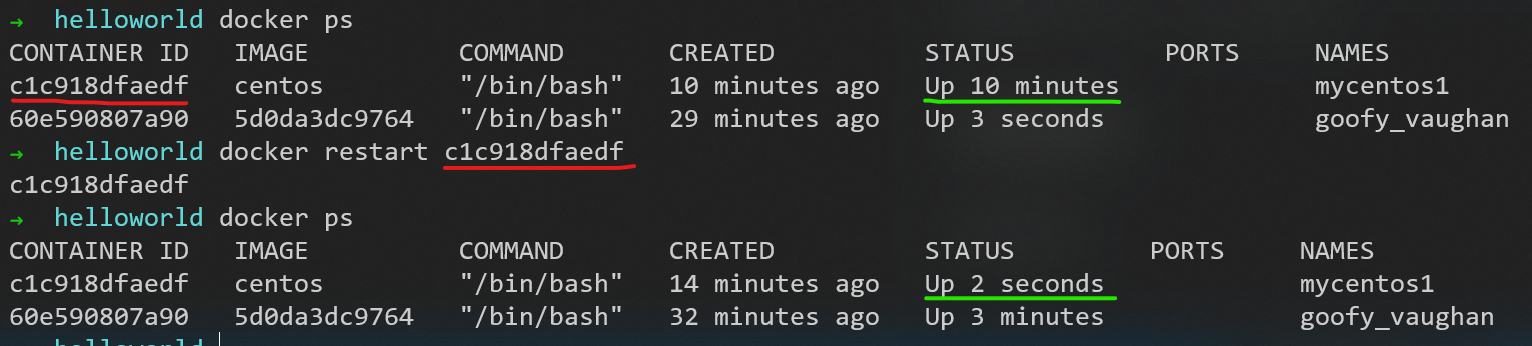 → helloworld docker ps
CONTAINER ID   IMAGE          COMMAND       CREATED          STATUS          PORTS     NAMES
c1c918dfaedf   centos         "/bin/bash"   10 minutes ago   Up 10 minutes             mycentos1
60e590807a90   5d0da3dc9764   "/bin/bash"   29 minutes ago   Up 3 seconds              goofy_vaughan
→ helloworld docker restart c1c918dfaedf
c1c918dfaedf
→ helloworld docker ps
CONTAINER ID   IMAGE          COMMAND       CREATED          STATUS         PORTS     NAMES
c1c918dfaedf   centos         "/bin/bash"   14 minutes ago   Up 2 seconds             mycentos1
60e590807a90   5d0da3dc9764   "/bin/bash"   32 minutes ago   Up 3 minutes             goofy_vaughan
helloworld